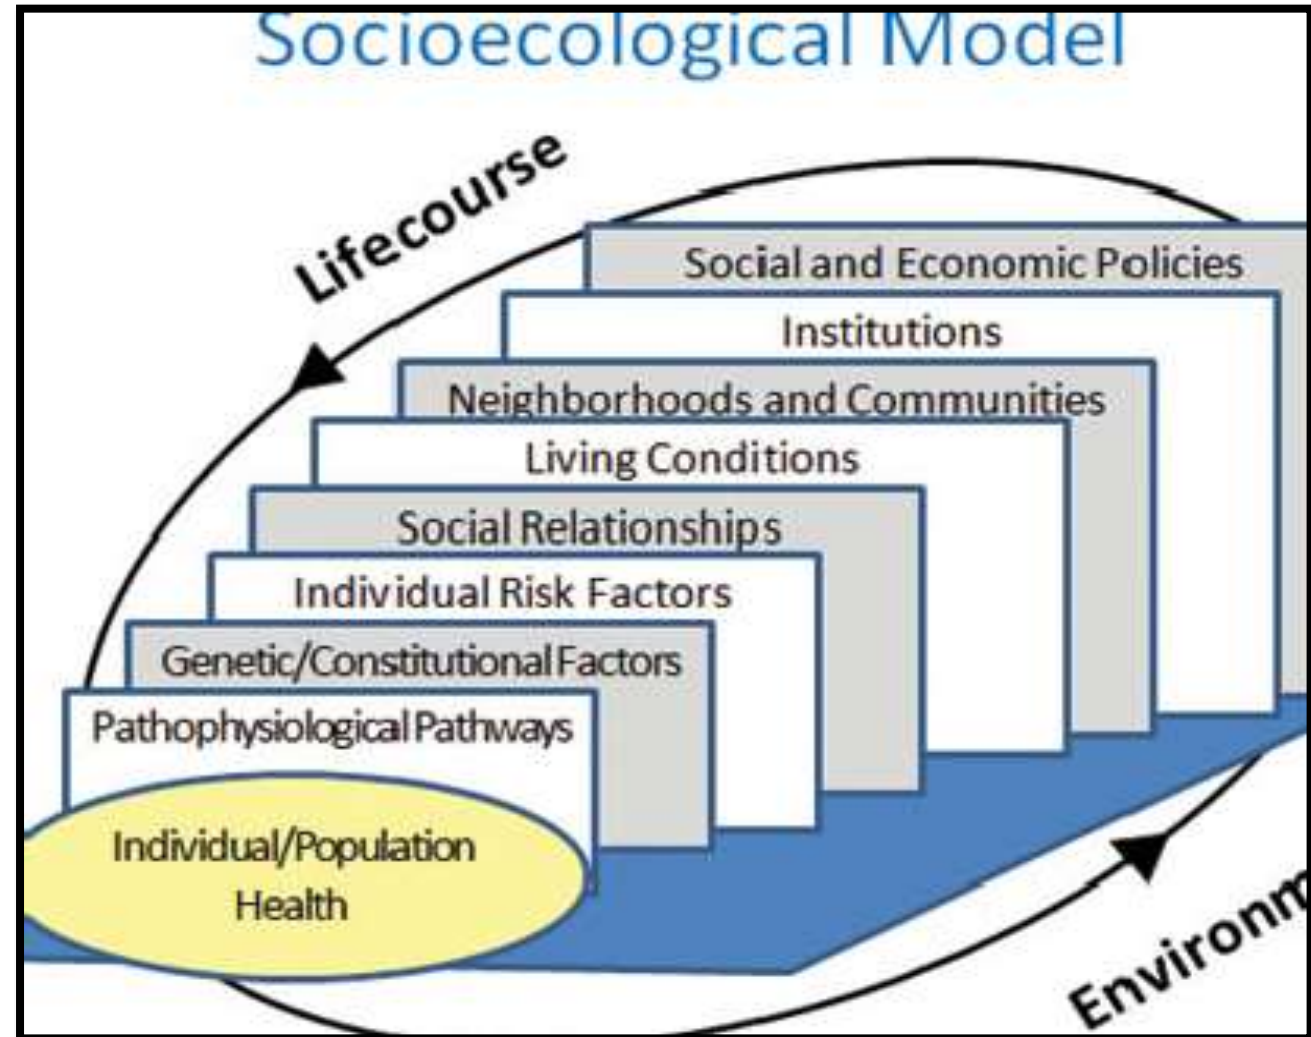 Socioecological Model
Lifecourse
Social and Economic Policies
Institutions
Neighborhoods and Communities
Living Conditions
Social Relationships
Individual Risk Factors
Genetic/Constitutional Factors
Pathophysiological Pathways
Individual/Population
Health
Environm